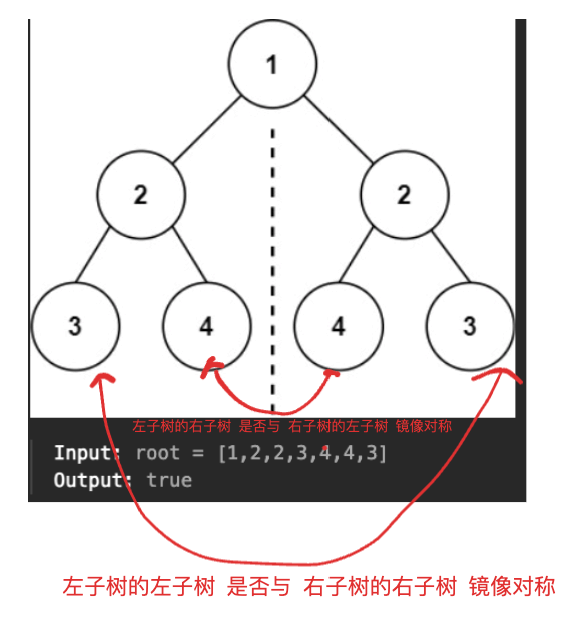 1
2 2
3 4 4 3
左子树的右子树 是否与 右子树的左子树 镜像对称
Input: root = [1,2,2,3,4,4,3]
Output: true
左子树的左子树 是否与 右子树的右子树 镜像对称